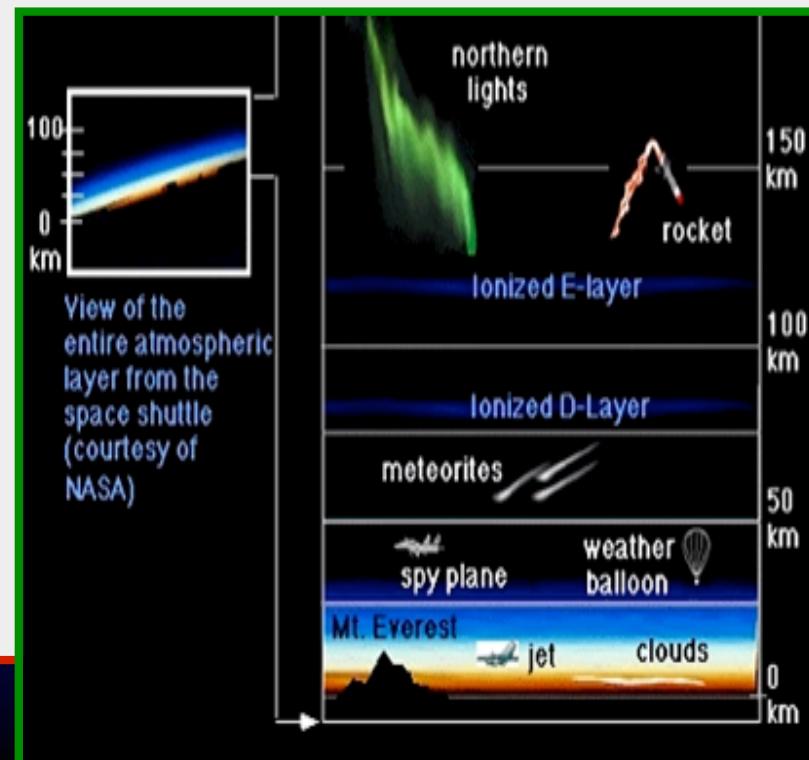 100
0
km
View of the
entire atmospheric
layer from the
space shuttle
(courtesy of
NASA)
northern
lights
150
km
rocket
Ionized E-layer
100
km
Ionized D-Layer
meteorites
50
km
spy plane
weather
balloon
Mt. Everest
jet
clouds
0
km